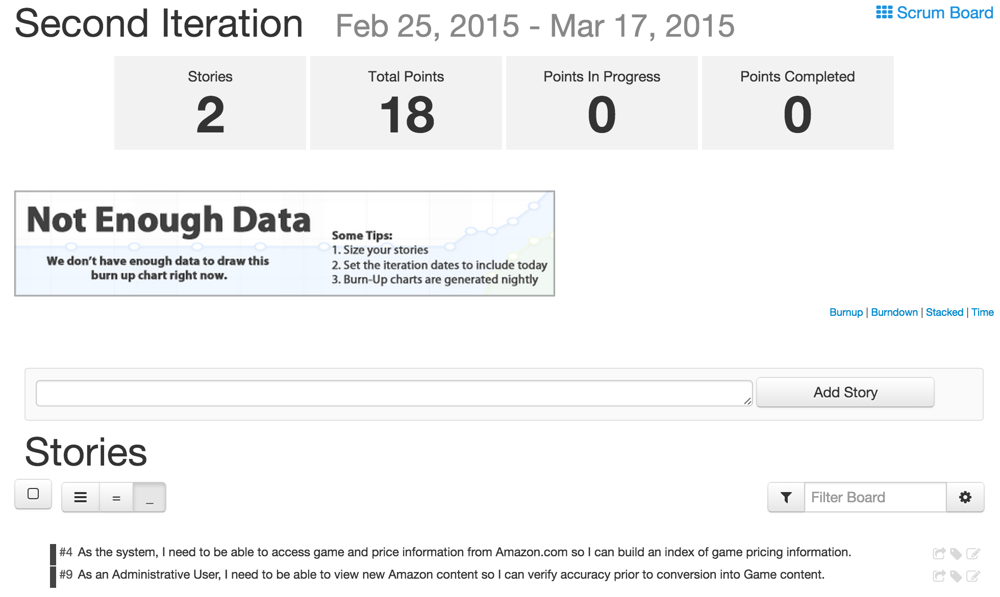 Second Iteration Feb 25, 2015 - Mar 17, 2015
Scrum Board
Stories
2
Total Points
18
Points In Progress
0
Points Completed
0
Not Enough Data
We don't have enough data to draw this
burn up chart right now.
Some Tips:
1. Size your stories
2. Set the iteration dates to include today
3. Burn-Up charts are generated nightly
Burnup | Burndown | Stacked | Time
Add Story
Stories
= _
Filter Board
#4 As the system, I need to be able to access game and price information from Amazon.com so I can build an index of game pricing information.
#9 As an Administrative User, I need to be able to view new Amazon content so I can verify accuracy prior to conversion into Game content.